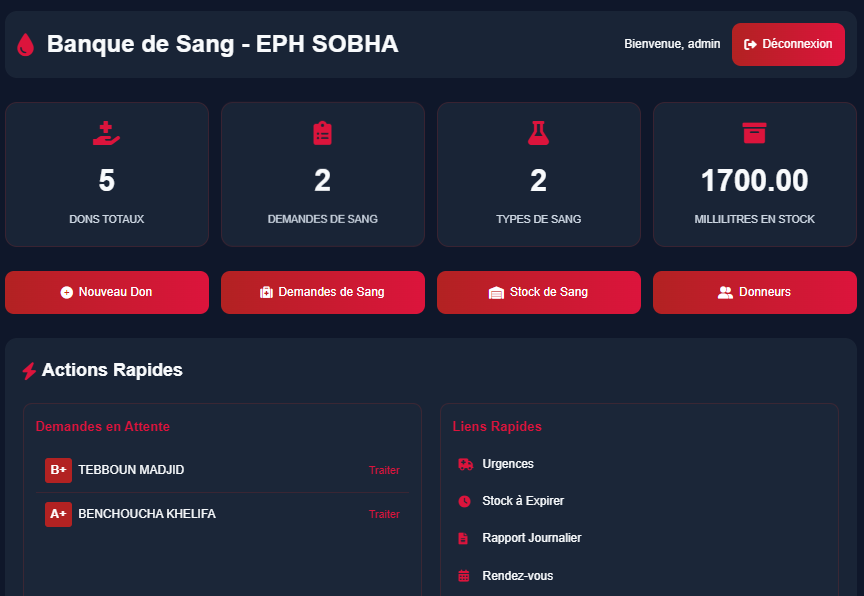 Banque de Sang - EPH SOBHA
Bienvenue, admin
Déconnexion
5
DONS TOTAUX
2
DEMANDES DE SANG
2
TYPES DE SANG
1700.00
MILLILITRES EN STOCK
Nouveau Don
Demandes de Sang
Stock de Sang
Donneurs
Actions Rapides
Demandes en Attente
B+ TEBBOUN MADJID Traiter
A+ BENCHOUCHA KHELIFA Traiter
Liens Rapides
Urgences
Stock à Expirer
Rapport Journalier
Rendez-vous